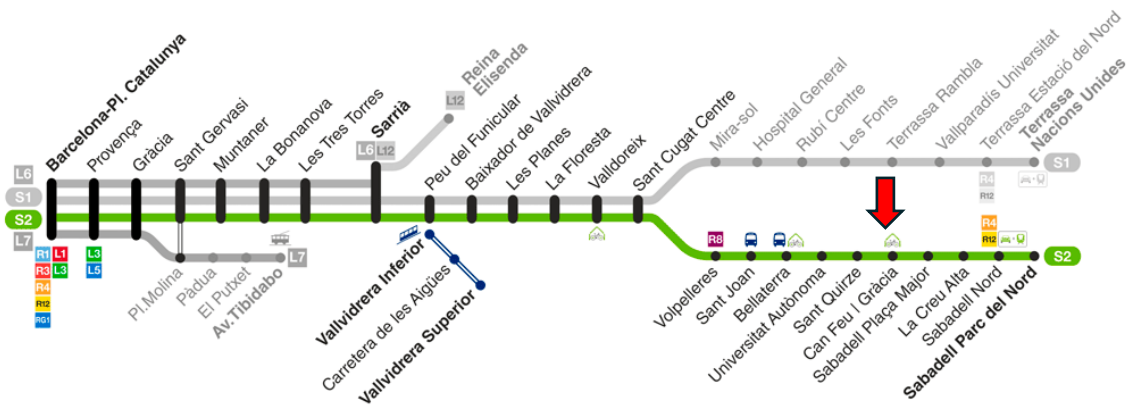 Barcelona-Pl. Catalunya
Provença
Gràcia
Sant Gervasi
Muntaner
La Bonanova
Les Tres Torres
Sarrià
Reina
Elisenda
Peu del Funicular
Baixador de Vallvidrera
Les Planes
La Floresta
Valldoreix
Sant Cugat Centre
Mira-sol
Hospital General
Rubí Centre
Les Fonts
Terrassa Rambla
Vallparadís Universitat
Terrassa Estació del Nord
Terrassa
Nacions Unides
L12
L6 L12
L6
S1
S2
L7
S1
R4
R12
R4
R12
R8
S2
R1 L1 L3
R3 L3 L5
R4
R12
RG1
L7
Pl.Molina
Pàdua
El Putxet
Av.Tibidabo
Vallvidrera Inferior
Carretera de les Aigües
Vallvidrera Superior
Volpelleres
Sant Joan
Bellaterra
Universitat Autònoma
Sant Quirze
Can Feu | Gràcia
Sabadell Plaça Major
La Creu Alta
Sabadell Nord
Sabadell Parc del Nord